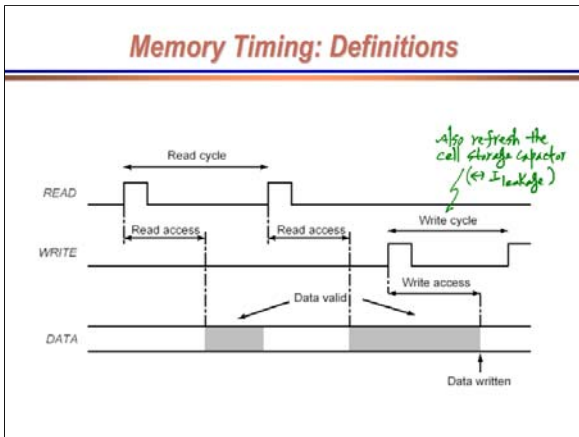 Memory Timing: Definitions
Also refresh the
cell storage capacitor
(↔ I leakage)
Read cycle
READ
Write cycle
Read access
Read access
WRITE
Write access
Data valid
DATA
Data written